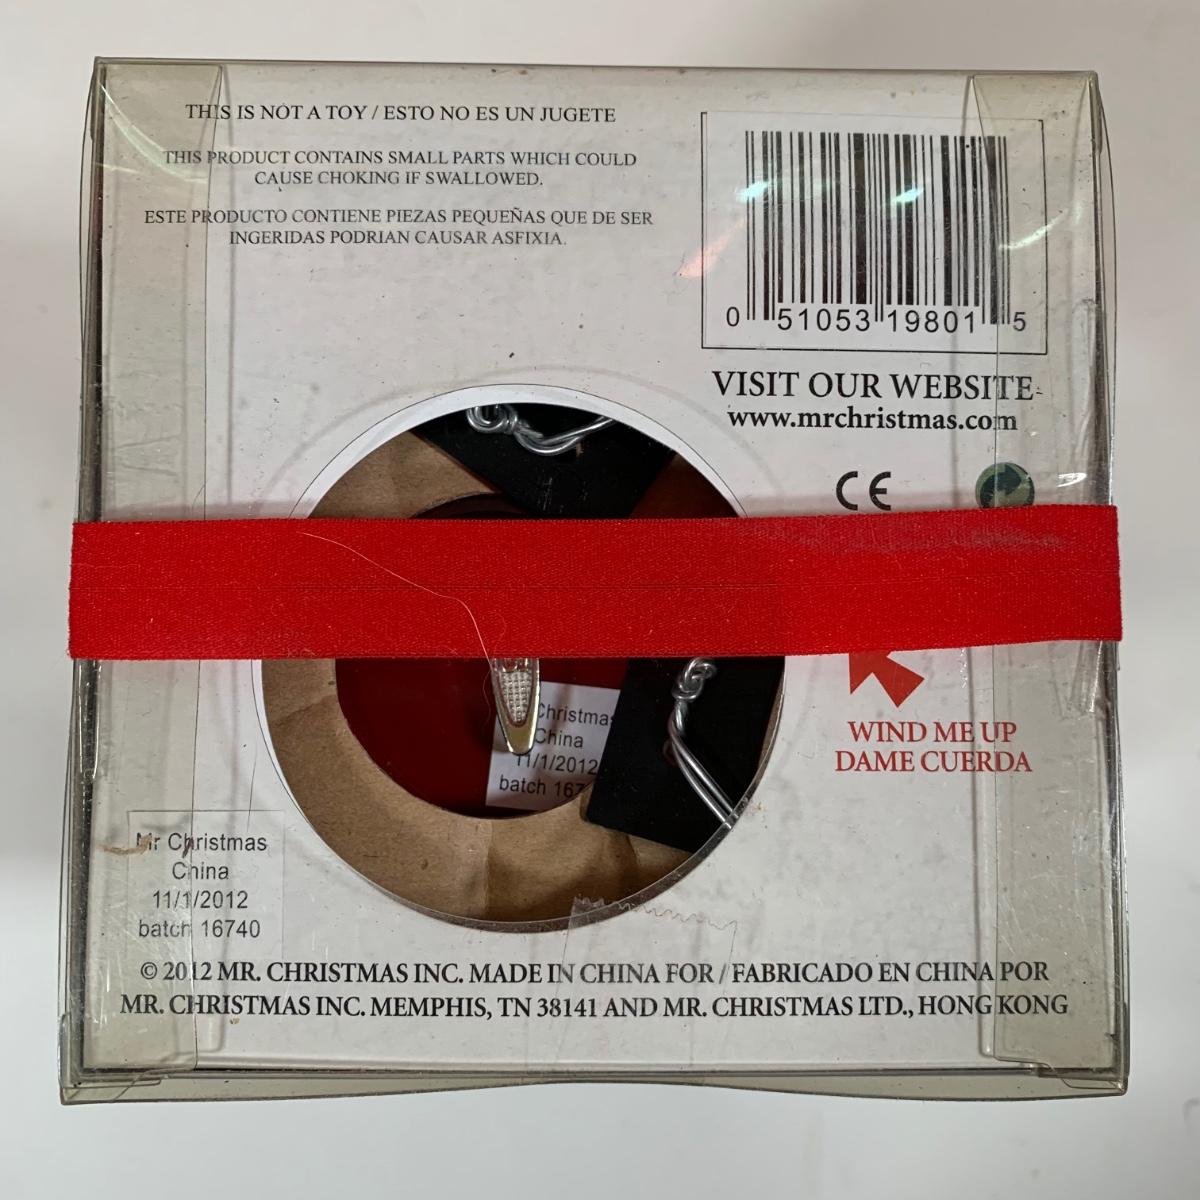 THIS IS NOT A TOY / ESTO NO ES UN JUGETE
THIS PRODUCT CONTAINS SMALL PARTS WHICH COULD
CAUSE CHOKING IF SWALLOWED.
ESTE PRODUCTO CONTIENE PIEZAS PEQUEÑAS QUE DE SER
INGERIDAS PODRIAN CAUSAR ASFIXIA.
0 51053 19801 5
VISIT OUR WEBSITE
www.mrchristmas.com
CE
WIND ME UP
DAME CUERDA
Christmas
China
11/1/2012
batch 167
Mr Christmas
China
11/1/2012
batch 16740
© 2012 MR. CHRISTMAS INC. MADE IN CHINA FOR / FABRICADO EN CHINA POR
MR. CHRISTMAS INC. MEMPHIS, TN 38141 AND MR. CHRISTMAS LTD., HONG KONG